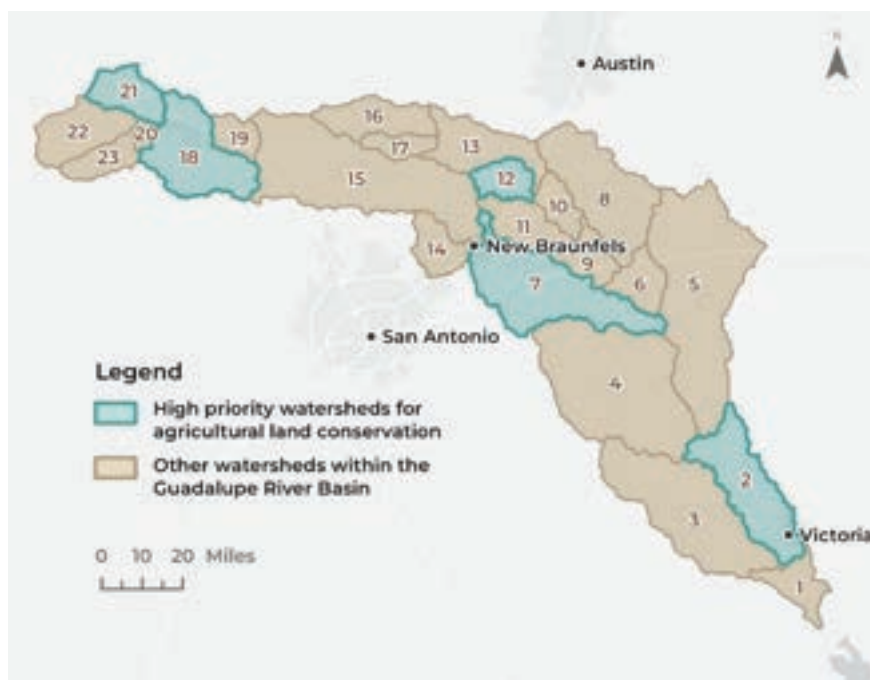 N
Austin
21
16
22
20
19
17
13
23
18
15
12
8
10
11
14
New Braunfels
9
7
6
5
San Antonio
Legend
4
High priority watersheds for
agricultural land conservation
Other watersheds within the
Guadalupe River Basin
2
3
Victoria
0 10 20 Miles
1